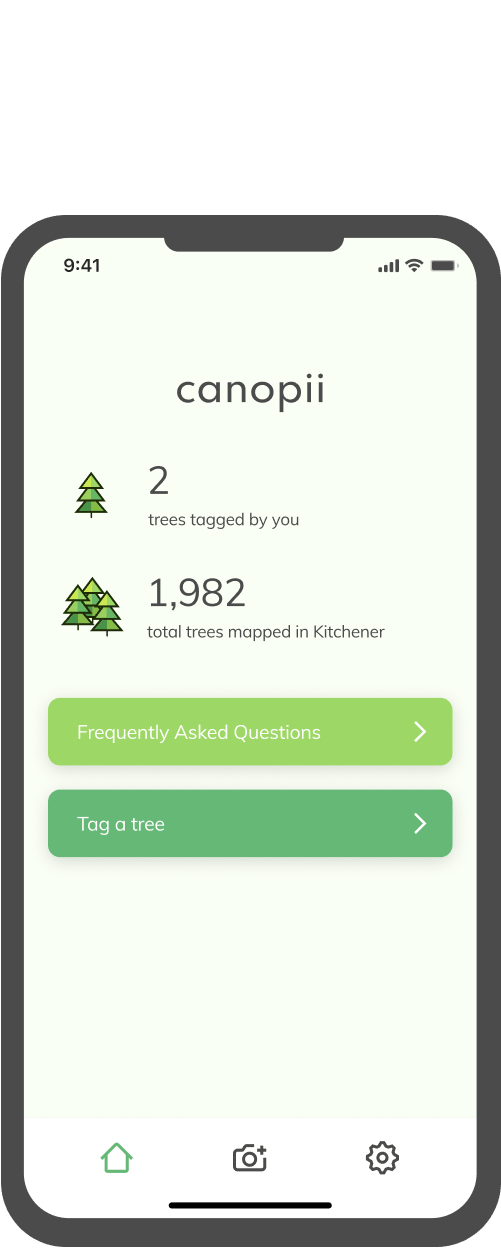 9:41
canopii
2
trees tagged by you
1,982
total trees mapped in Kitchener
Frequently Asked Questions
Tag a tree